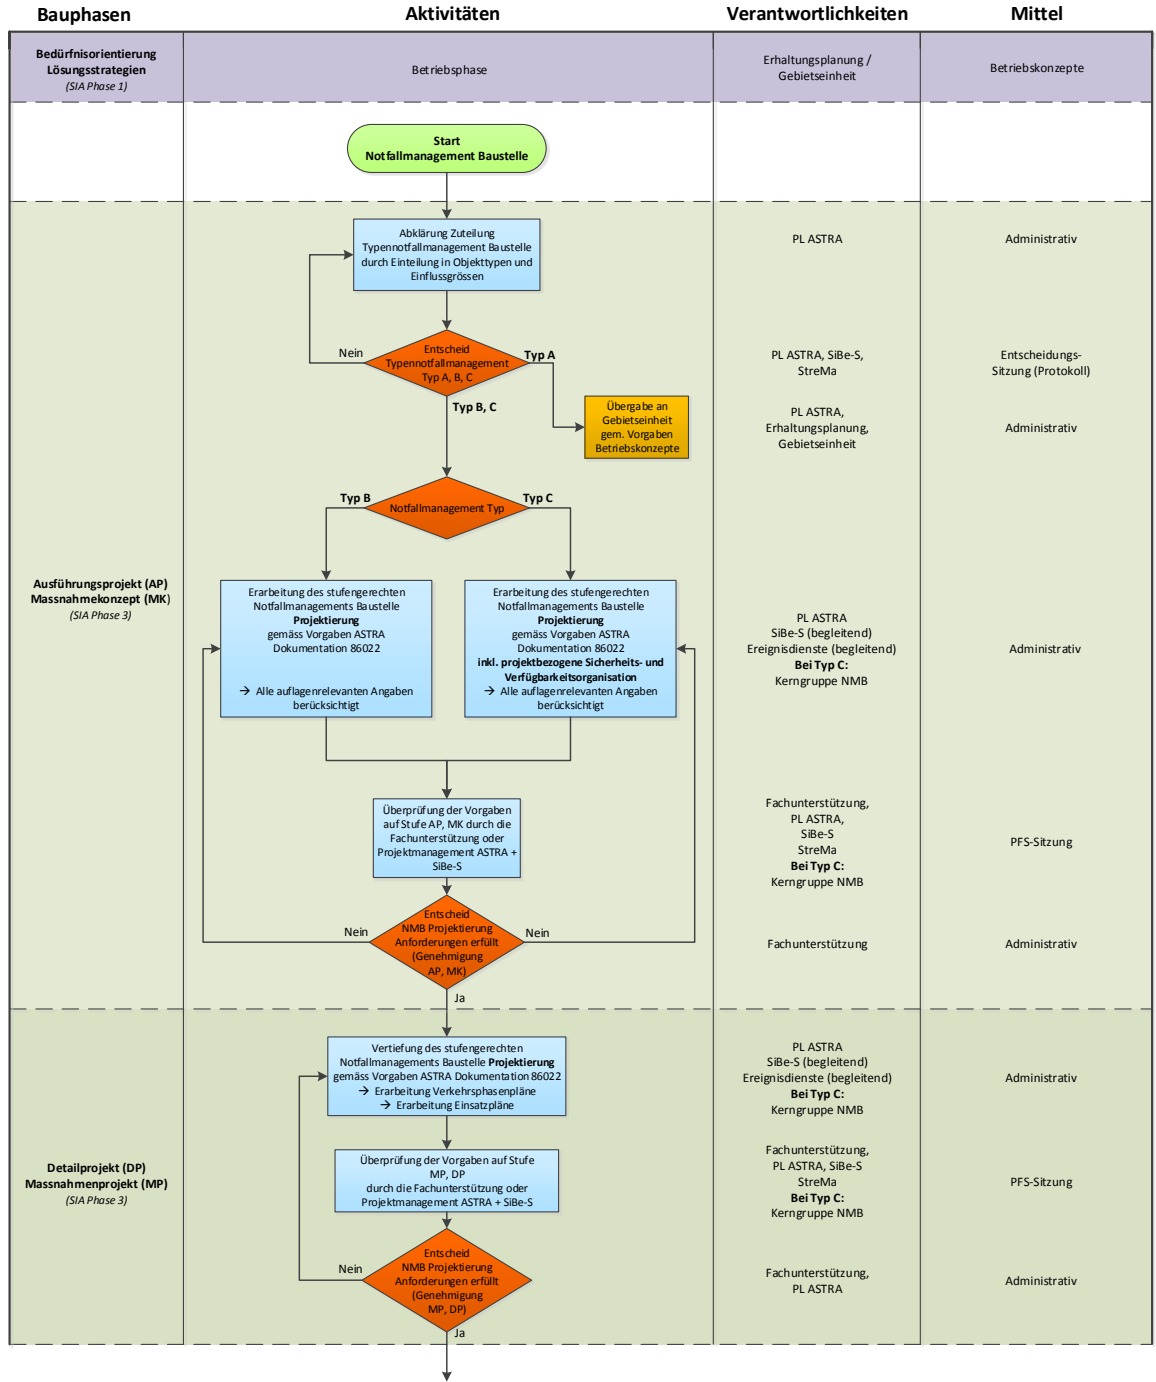 Bauphasen
Aktivitäten
Verantwortlichkeiten
Mittel
Bedürfnisorientierung
Lösungsstrategien
(SIA Phase 1)
Betriebsphase
Erhaltungsplanung /
Gebietseinheit
Betriebskonzepte
Start
Notfallmanagement Baustelle
Abklärung Zuteilung
Typennotfallmanagement Baustelle
durch Einteilung in Objekttypen und
Einflussgrössen
PL ASTRA
Administrativ
Nein
Entscheid
Typennotfallmanagement
Typ A, B, C
Typ A
PL ASTRA, SiBe-S,
StreMa
Entscheidungs-
Sitzung (Protokoll)
Typ B, C
Übergabe an
Gebietseinheit
gem. Vorgaben
Betriebskonzepte
PL ASTRA,
Erhaltungsplanung,
Gebietseinheit
Administrativ
Typ B
Notfallmanagement Typ
Typ C
Ausführungsprojekt (AP)
Massnahmekonzept (MK)
(SIA Phase 3)
Erarbeitung des stufengerechten
Notfallmanagements Baustelle
Projektierung
gemäss Vorgaben ASTRA
Dokumentation 86022
→ Alle auflagenrelevanten Angaben
berücksichtigt
Erarbeitung des stufengerechten
Notfallmanagements Baustelle
Projektierung
gemäss Vorgaben ASTRA
Dokumentation 86022
inkl. projektbezogene Sicherheits- und
Verfügbarkeitsorganisation
→ Alle auflagenrelevanten Angaben
berücksichtigt
PL ASTRA
SiBe-S (begleitend)
Ereignisdienste (begleitend)
Bei Typ C:
Kerngruppe NMB
Administrativ
Überprüfung der Vorgaben
auf Stufe AP, MK durch die
Fachunterstützung oder
Projektmanagement ASTRA +
SiBe-S
Fachunterstützung,
PL ASTRA,
SiBe-S
StreMa
Bei Typ C:
Kerngruppe NMB
PFS-Sitzung
Nein
Entscheid
NMB Projektierung
Anforderungen erfüllt
(Genehmigung
AP, MK)
Nein
Fachunterstützung
Administrativ
Ja
Detailprojekt (DP)
Massnahmenprojekt (MP)
(SIA Phase 3)
Vertiefung des stufengerechten
Notfallmanagements Baustelle Projektierung
gemäss Vorgaben ASTRA Dokumentation 86022
→ Erarbeitung Verkehrsphasenpläne
→ Erarbeitung Einsatzpläne
PL ASTRA
SiBe-S (begleitend)
Ereignisdienste (begleitend)
Bei Typ C:
Kerngruppe NMB
Administrativ
Überprüfung der Vorgaben auf Stufe
MP, DP
durch die Fachunterstützung oder
Projektmanagement ASTRA + SiBe-S
Fachunterstützung,
PL ASTRA, SiBe-S
StreMa
Bei Typ C:
Kerngruppe NMB
PFS-Sitzung
Nein
Entscheid
NMB Projektierung
Anforderungen erfüllt
(Genehmigung
MP, DP)
Fachunterstützung,
PL ASTRA
Administrativ
Ja